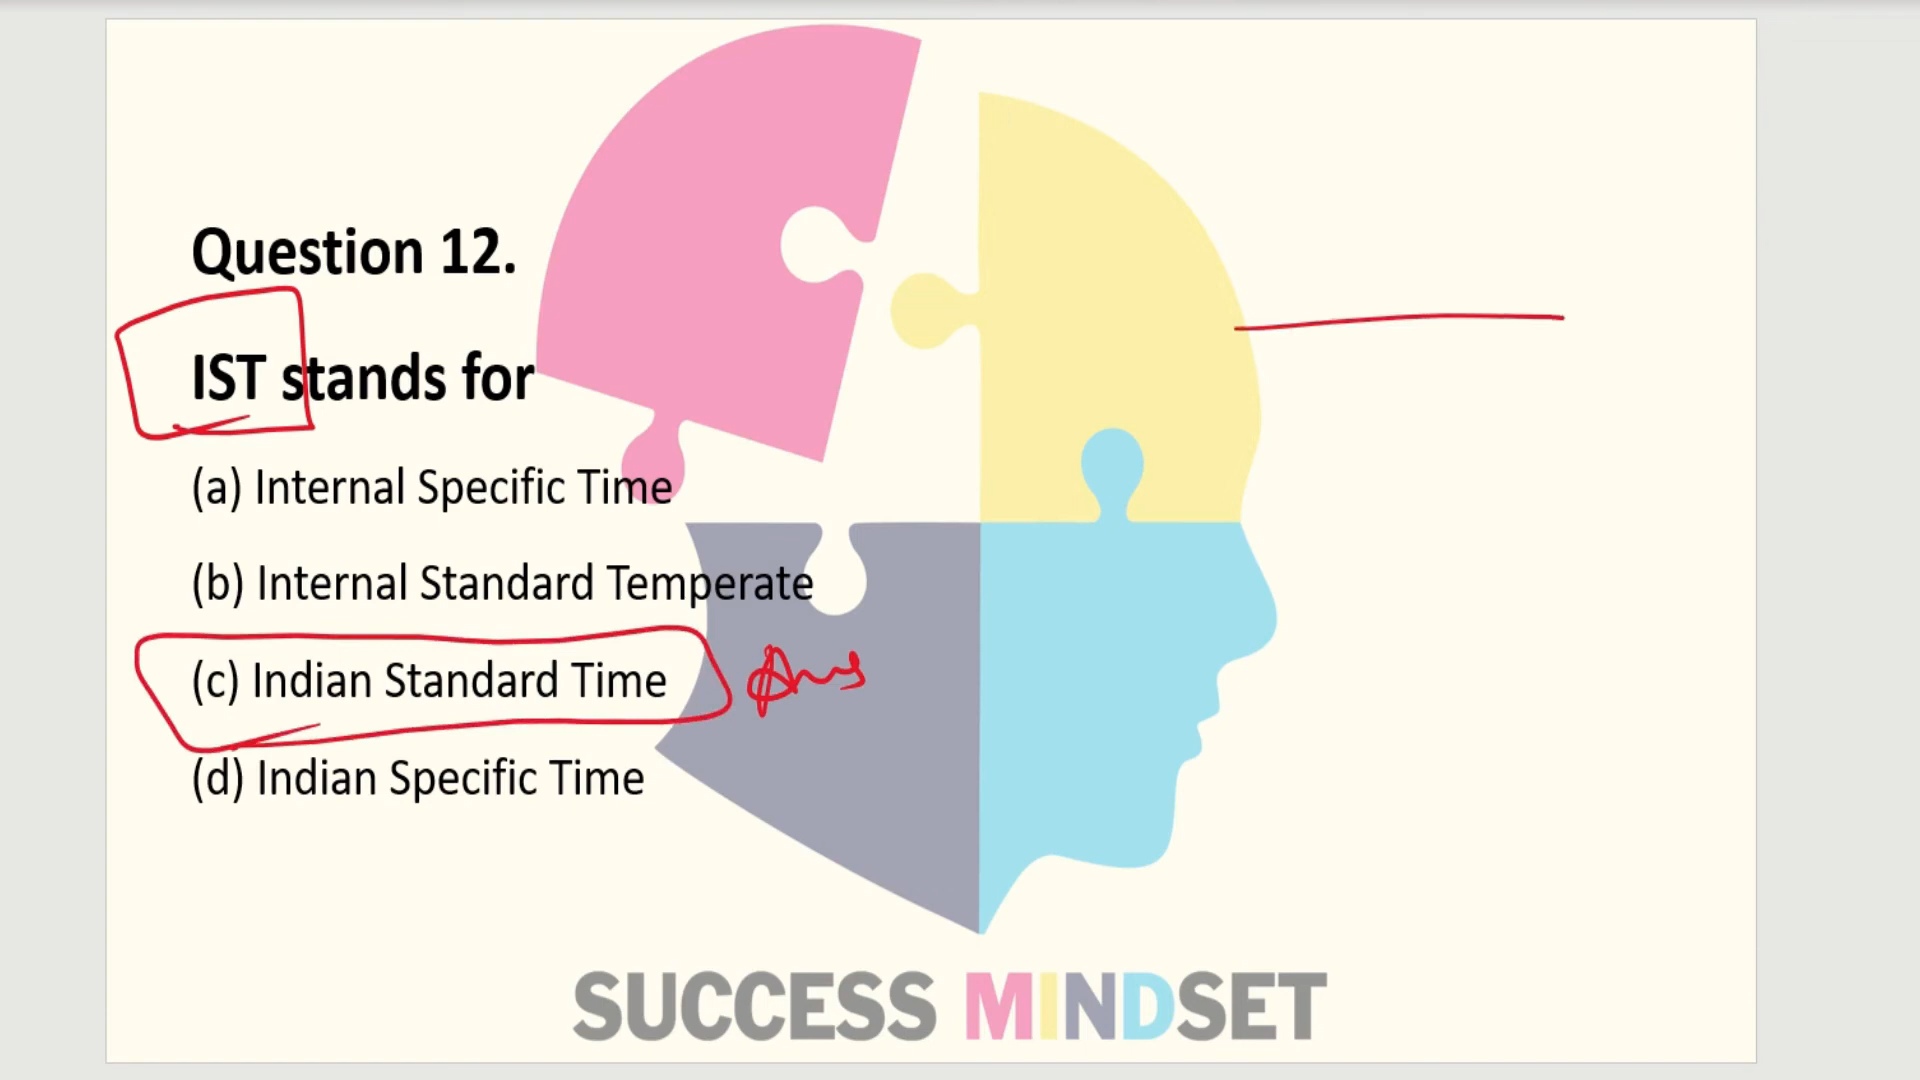 Question 12.
IST stands for
(a) Internal Specific Time
(b) Internal Standard Temperate
(c) Indian Standard Time Ans
(d) Indian Specific Time
SUCCESS MINDSET